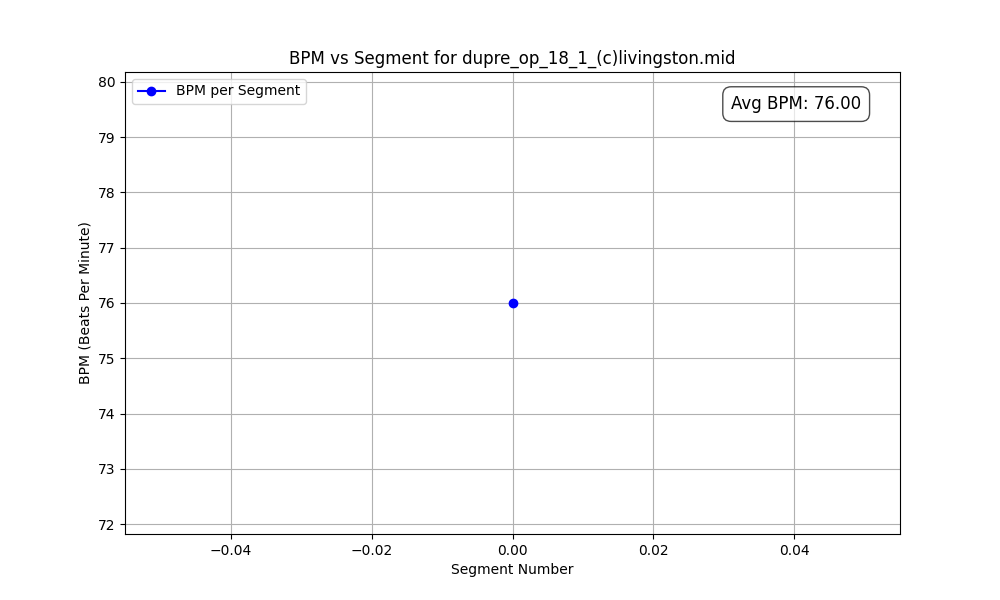 BPM vs Segment for dupre_op_18_1_(c)livingston.mid
BPM per Segment
Avg BPM: 76.00
BPM (Beats Per Minute)
80
79
78
77
76
75
74
73
72
−0.04
−0.02
0.00
0.02
0.04
Segment Number